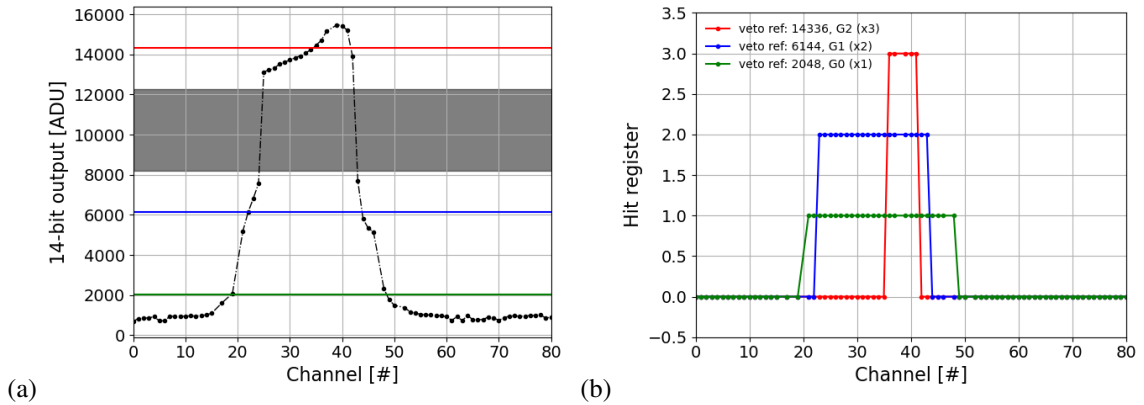 16000
14000
12000
10000
8000
6000
4000
2000
0
14-bit output [ADU]
0 10 20 30 40 50 60 70 80
Channel [#]
(a)
3.5
3.0
2.5
2.0
1.5
1.0
0.5
0.0
−0.5
Hit register
veto ref: 14336, G2 (x3)
veto ref: 6144, G1 (x2)
veto ref: 2048, G0 (x1)
0 10 20 30 40 50 60 70 80
Channel [#]
(b)